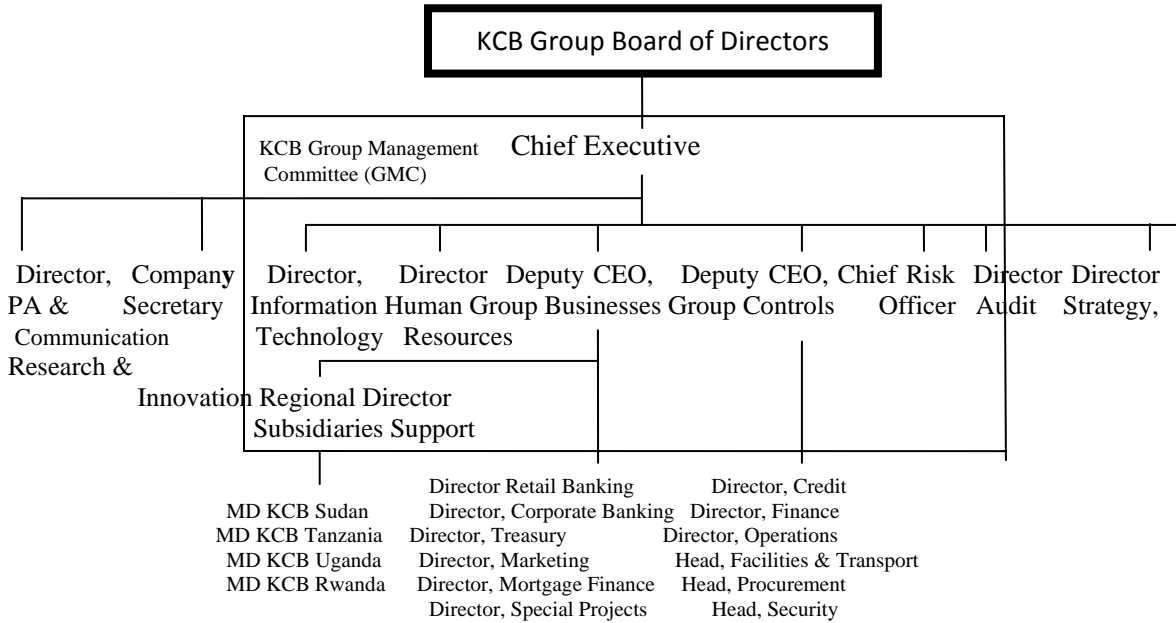 KCB Group Board of Directors
KCB Group Management Chief Executive
Committee (GMC)
Director, Company Director, Director Deputy CEO, Deputy CEO, Chief Risk Director Director
PA & Secretary Information Human Group Businesses Group Controls Officer Audit Strategy,
Communication Technology Resources
Research &
Innovation Regional Director
Subsidiaries Support
Director Retail Banking Director, Credit
MD KCB Sudan Director, Corporate Banking Director, Finance
MD KCB Tanzania Director, Treasury Director, Operations
MD KCB Uganda Director, Marketing Head, Facilities & Transport
MD KCB Rwanda Director, Mortgage Finance Head, Procurement
Director, Special Projects Head, Security